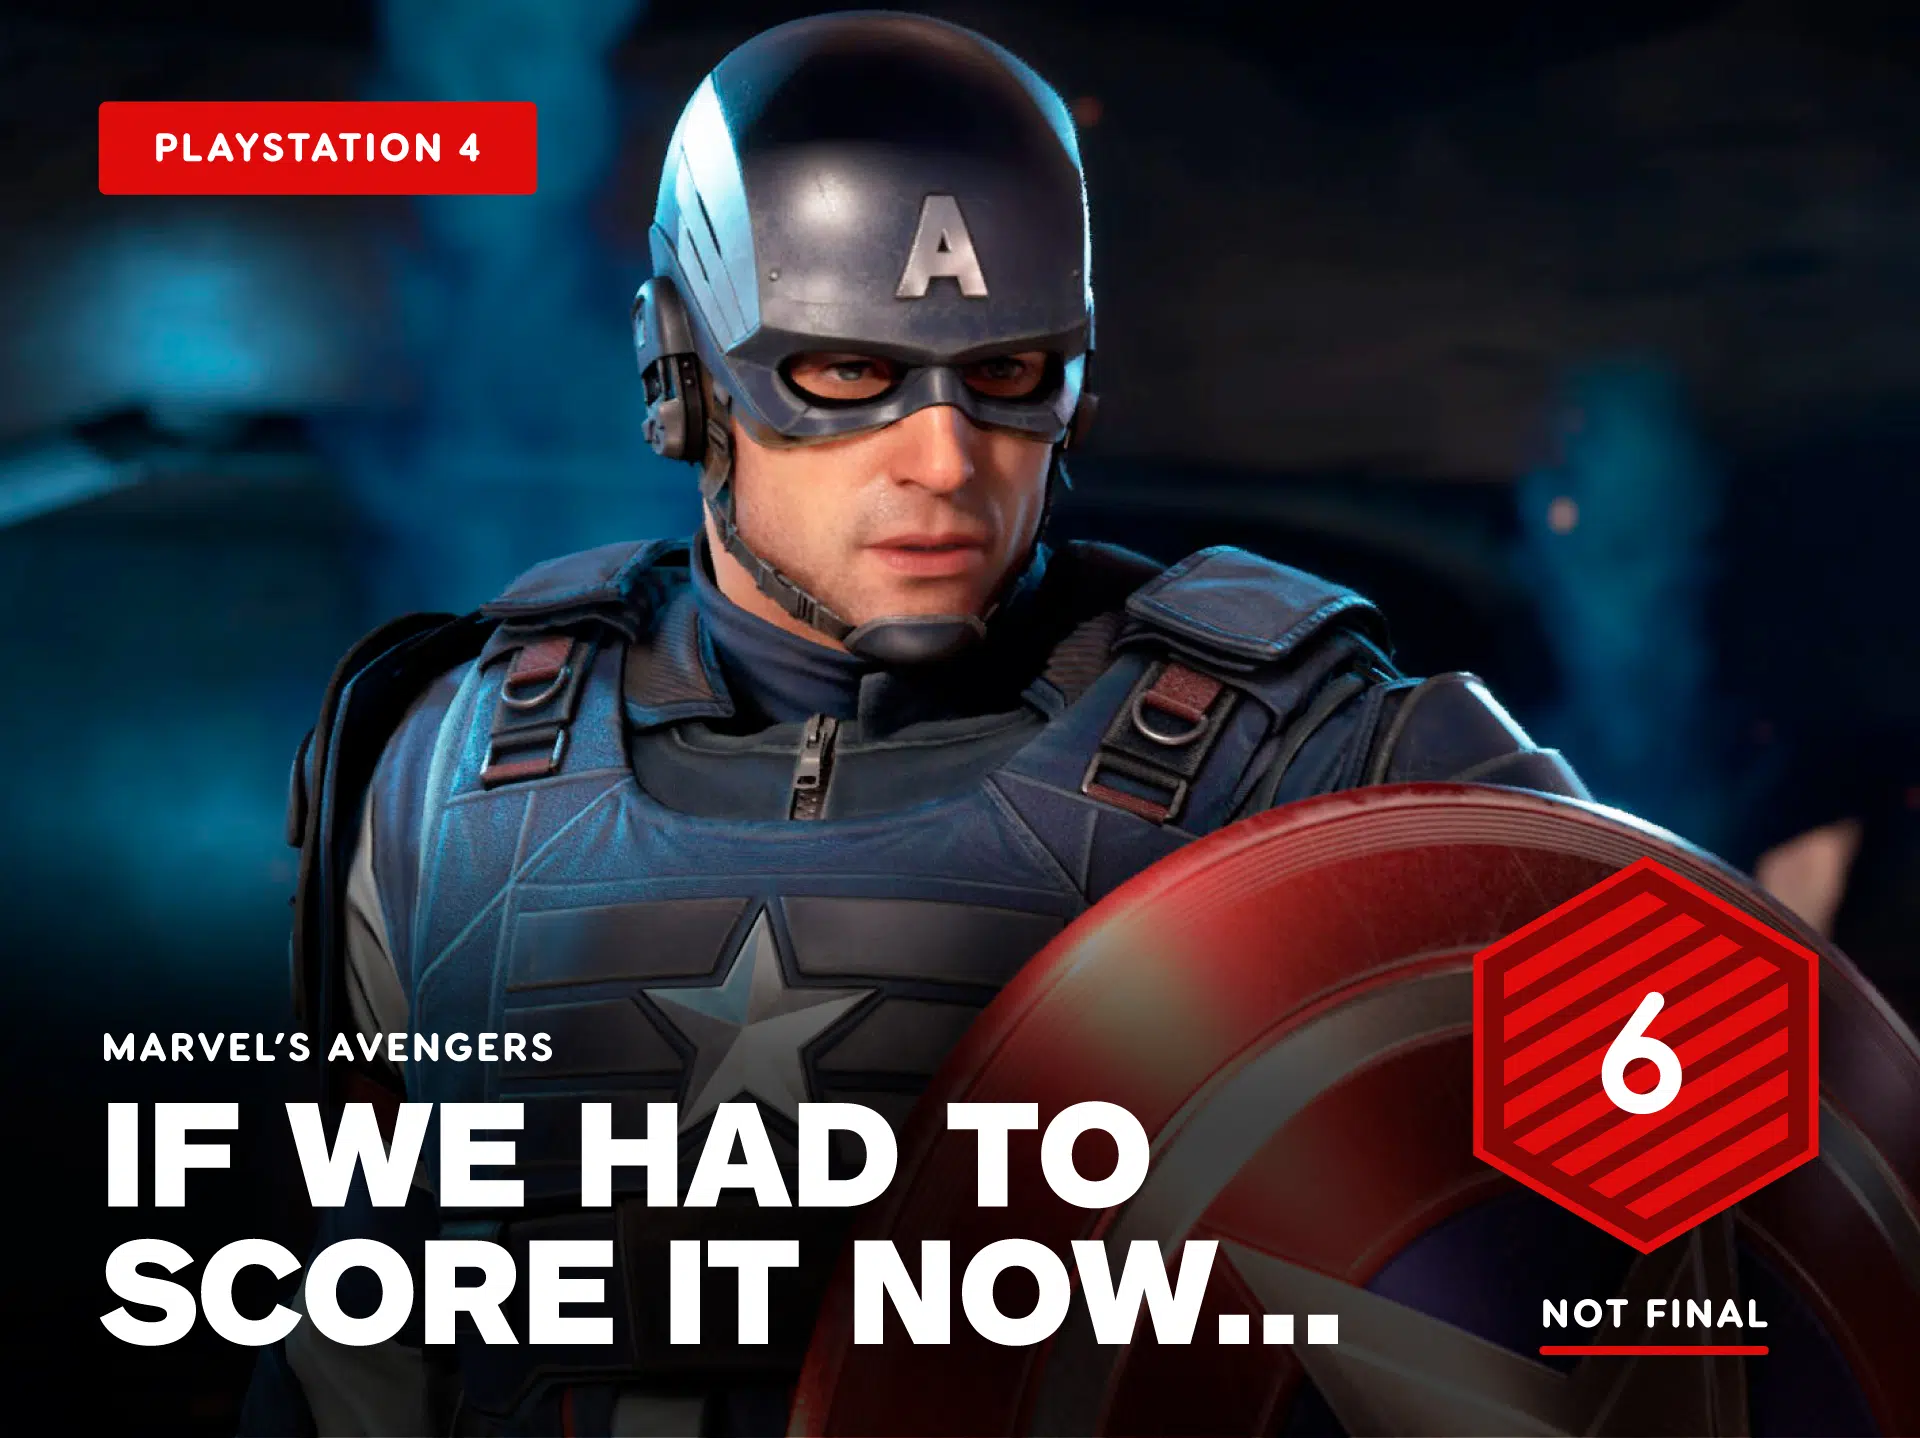 PLAYSTATION 4
A
MARVEL'S AVENGERS
IF WE HAD TO
SCORE IT NOW...
6
NOT FINAL